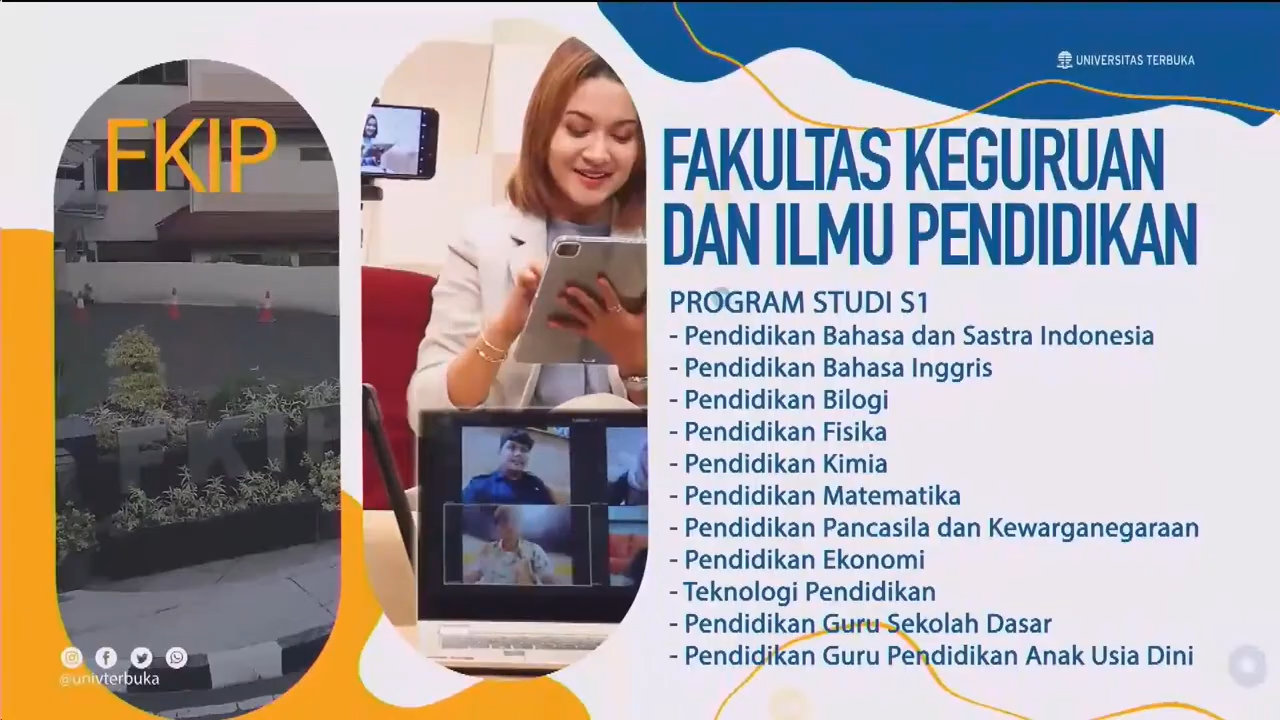 UNIVERSITAS TERBUKA
FKIP
FAKULTAS KEGURUAN
DAN ILMU PENDIDIKAN
PROGRAM STUDI S1
- Pendidikan Bahasa dan Sastra Indonesia
- Pendidikan Bahasa Inggris
- Pendidikan Bilogi
- Pendidikan Fisika
- Pendidikan Kimia
- Pendidikan Matematika
- Pendidikan Pancasila dan Kewarganegaraan
- Pendidikan Ekonomi
- Teknologi Pendidikan
- Pendidikan Guru Sekolah Dasar
- Pendidikan Guru Pendidikan Anak Usia Dini
FKIP
@univterbuka